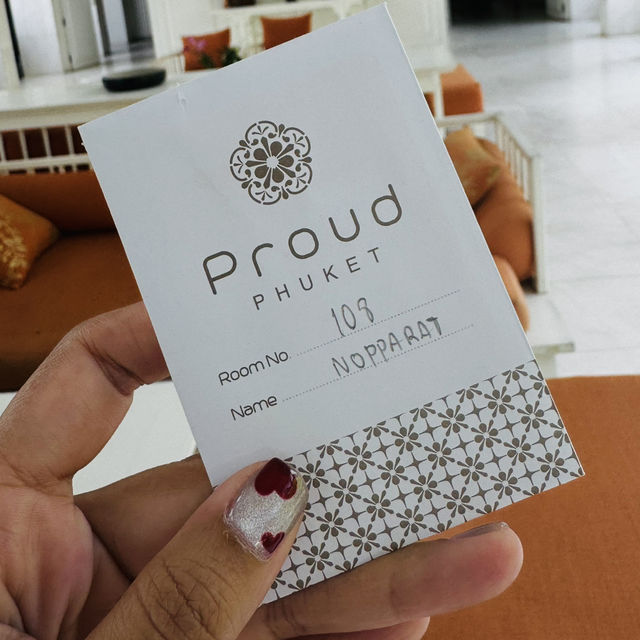 Proud
PHUKET
Room No 108
Name NOPPARAT